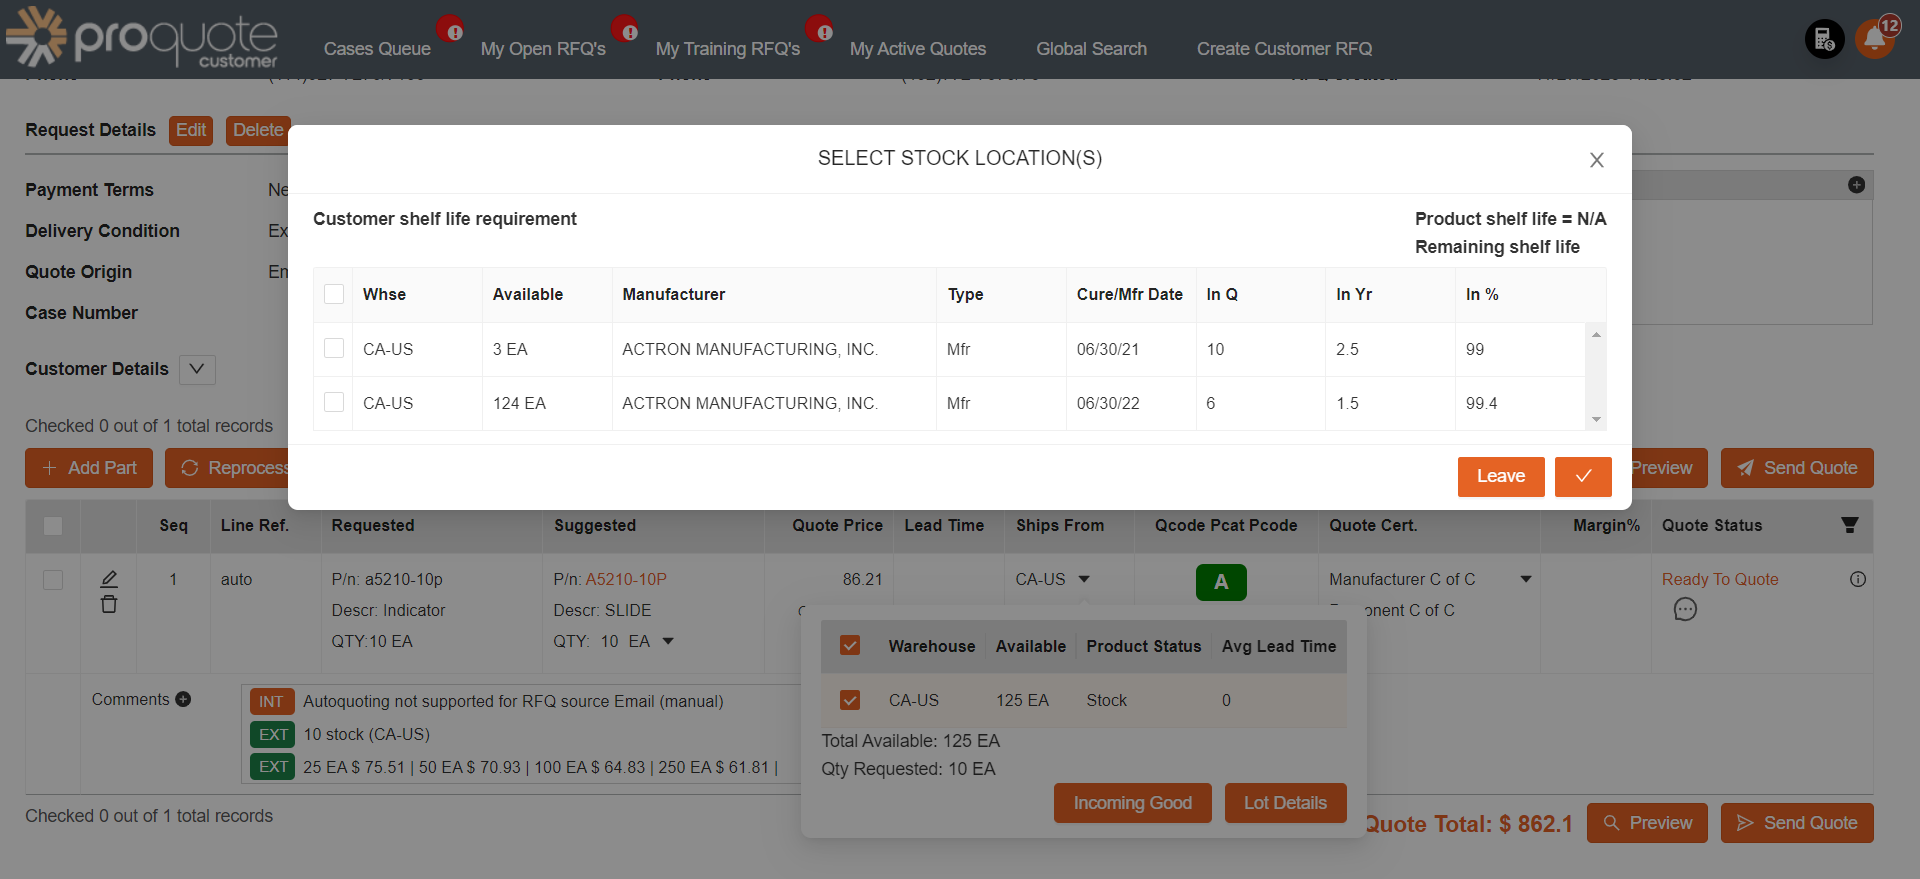 proquote
customer
Cases Queue
My Open RFQ's
My Training RFQ's
My Active Quotes
Global Search
Create Customer RFQ
12
Request Details
Edit
Delete
Payment Terms
Ne
Delivery Condition
Ex
Quote Origin
Em
Case Number
Customer Details
SELECT STOCK LOCATION(S)
Customer shelf life requirement
Product shelf life = N/A
Remaining shelf life
Whse Available Manufacturer Type Cure/Mfr Date In Q In Yr In %
CA-US 3 EA ACTRON MANUFACTURING, INC. Mfr 06/30/21 10 2.5 99
CA-US 124 EA ACTRON MANUFACTURING, INC. Mfr 06/30/22 6 1.5 99.4
Leave
Checked 0 out of 1 total records
Add Part
Reprocess
Preview
Send Quote
Seq Line Ref. Requested Suggested Quote Price Lead Time Ships From Qcode Pcat Pcode Quote Cert. Margin% Quote Status
1 auto P/n: a5210-10p P/n: A5210-10P 86.21 CA-US A Manufacturer C of C Ready To Quote
Descr: Indicator Descr: SLIDE onent C of C
QTY:10 EA QTY: 10 EA
Warehouse Available Product Status Avg Lead Time
CA-US 125 EA Stock 0
Total Available: 125 EA
Qty Requested: 10 EA
Incoming Good
Lot Details
Comments
INT Autoquoting not supported for RFQ source Email (manual)
EXT 10 stock (CA-US)
EXT 25 EA $ 75.51 | 50 EA $ 70.93 | 100 EA $ 64.83 | 250 EA $ 61.81 |
Checked 0 out of 1 total records
Quote Total: $ 862.1
Preview
Send Quote